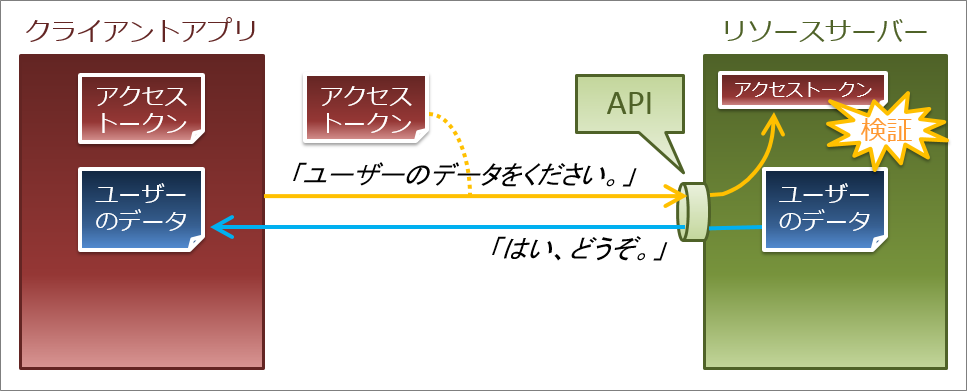 クライアントアプリ
リソースサーバー
アクセス
トークン
アクセス
トークン
API
アクセストークン
検証
「ユーザーのデータをください。」
ユーザー
のデータ
ユーザー
のデータ
「はい、どうぞ。」